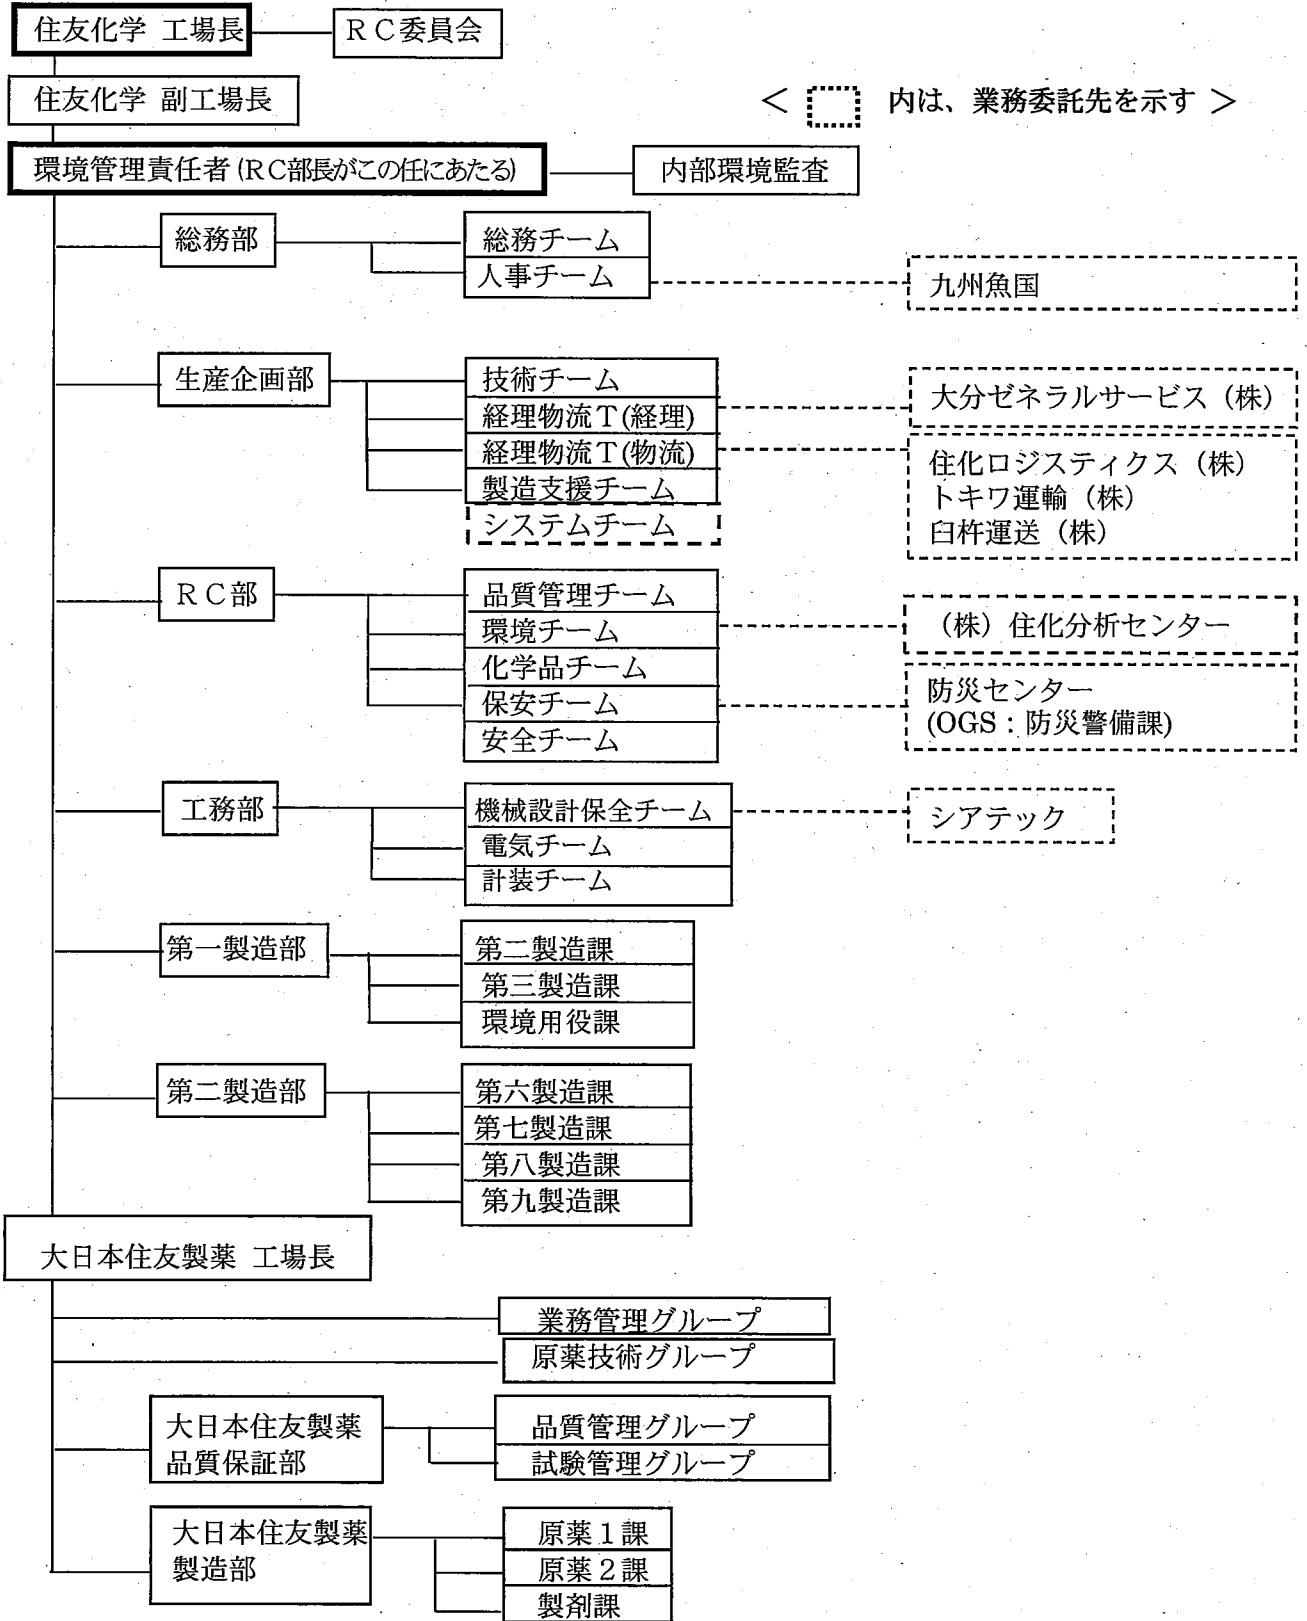 住友化学 工場長
ＲＣ委員会
住友化学 副工場長
＜ 内は、業務委託先を示す ＞
環境管理責任者 (ＲＣ部長がこの任にあたる)
内部環境監査
総務部
総務チーム
人事チーム
九州魚国
生産企画部
技術チーム
経理物流Ｔ(経理)
経理物流Ｔ(物流)
製造支援チーム
システムチーム
大分ゼネラルサービス（株）
住化ロジスティクス（株）
トキワ運輸（株）
臼杵運送（株）
ＲＣ部
品質管理チーム
環境チーム
化学品チーム
保安チーム
安全チーム
（株）住化分析センター
防災センター
(OGS：防災警備課)
工務部
機械設計保全チーム
電気チーム
計装チーム
シアテック
第一製造部
第二製造課
第三製造課
環境用役課
第二製造部
第六製造課
第七製造課
第八製造課
第九製造課
大日本住友製薬 工場長
業務管理グループ
原薬技術グループ
大日本住友製薬
品質保証部
品質管理グループ
試験管理グループ
大日本住友製薬
製造部
原薬１課
原薬２課
製剤課